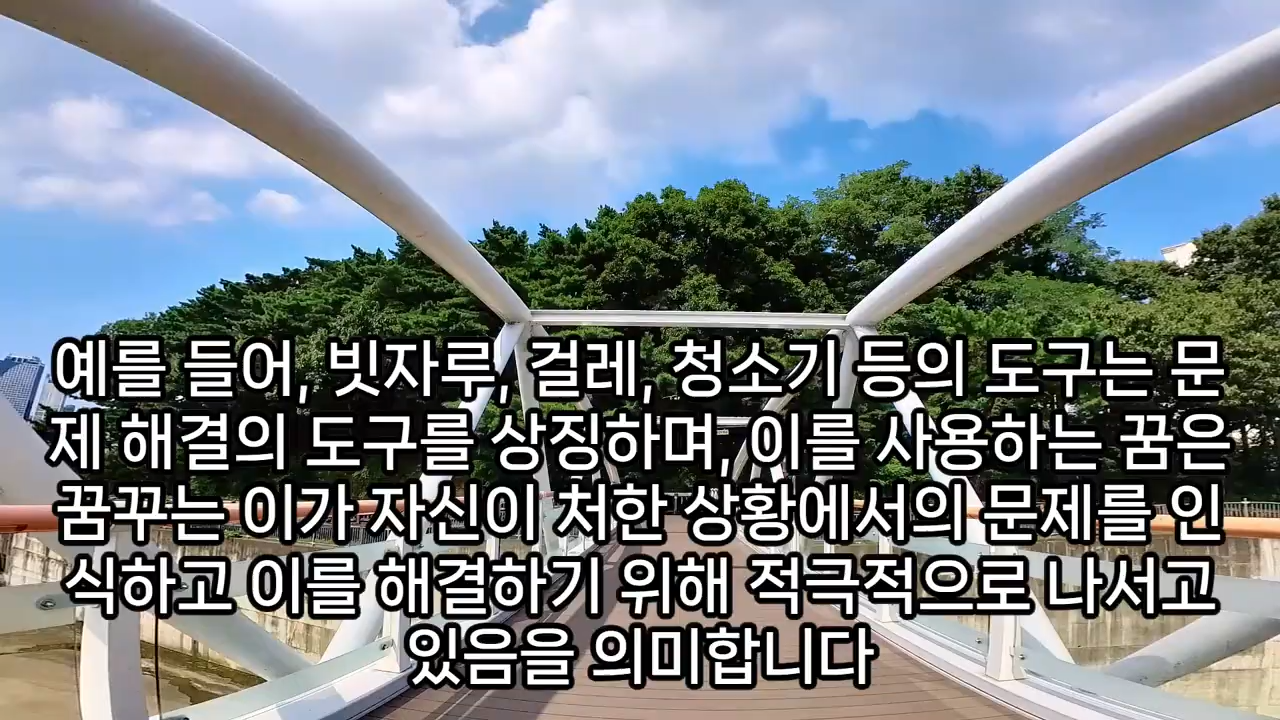 예를 들어, 빗자루, 걸레, 청소기 등의 도구는 문
제 해결의 도구를 상징하며, 이를 사용하는 꿈은
꿈꾸는 이가 자신이 처한 상황에서의 문제를 인
식하고 이를 해결하기 위해 적극적으로 나서고
있음을 의미합니다